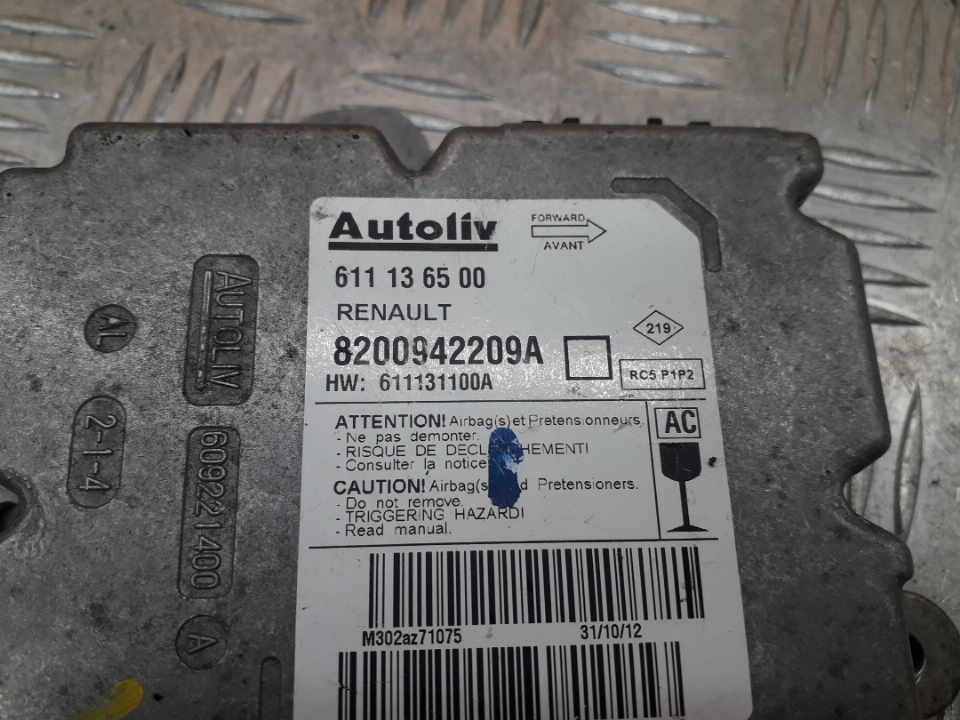 Autoliv
FORWARD
AVANT
611 13 65 00
RENAULT
8200942209A
219
HW: 611131100A
RC5 P1P2
ATTENTION! Airbag(s) et Pretensionneurs
- Ne pas demonter.
- RISQUE DE
- Consulter la notice
AC
CAUTION! Airbag(s) Pretensioners.
- Do not remove.
- TRIGGERING HAZARD!
- Read manual.
M302az71075
31/10/12
AUTOLIV
609221400
A
AL
2-1-4